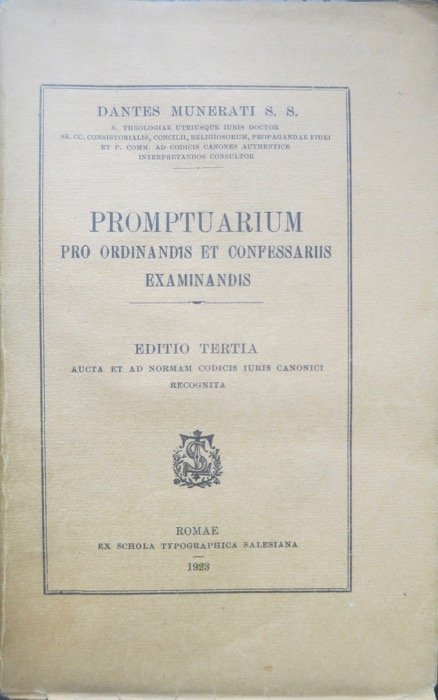 DANTES MUNERATI S. S.
S. THEOLOGIAE UTRIUSQUE IURIS DOCTOR
SS. CC. CONSISTORIALIS, CONCILII, RELIGIOSORUM, PROPAGANDAE FIDEI
ET P. COMM. AD CODICIS CANONES AUTHENTICE
INTERPRETANDOS CONSULTOR
PROMPTUARIUM
PRO ORDINANDIS ET CONFESSARIIS
EXAMINANDIS
EDITIO TERTIA
AUCTA ET AD NORMAM CODICIS IURIS CANONICI
RECOGNITA
ROMAE
EX SCHOLA TYPOGRAPHICA SALESIANA
1923